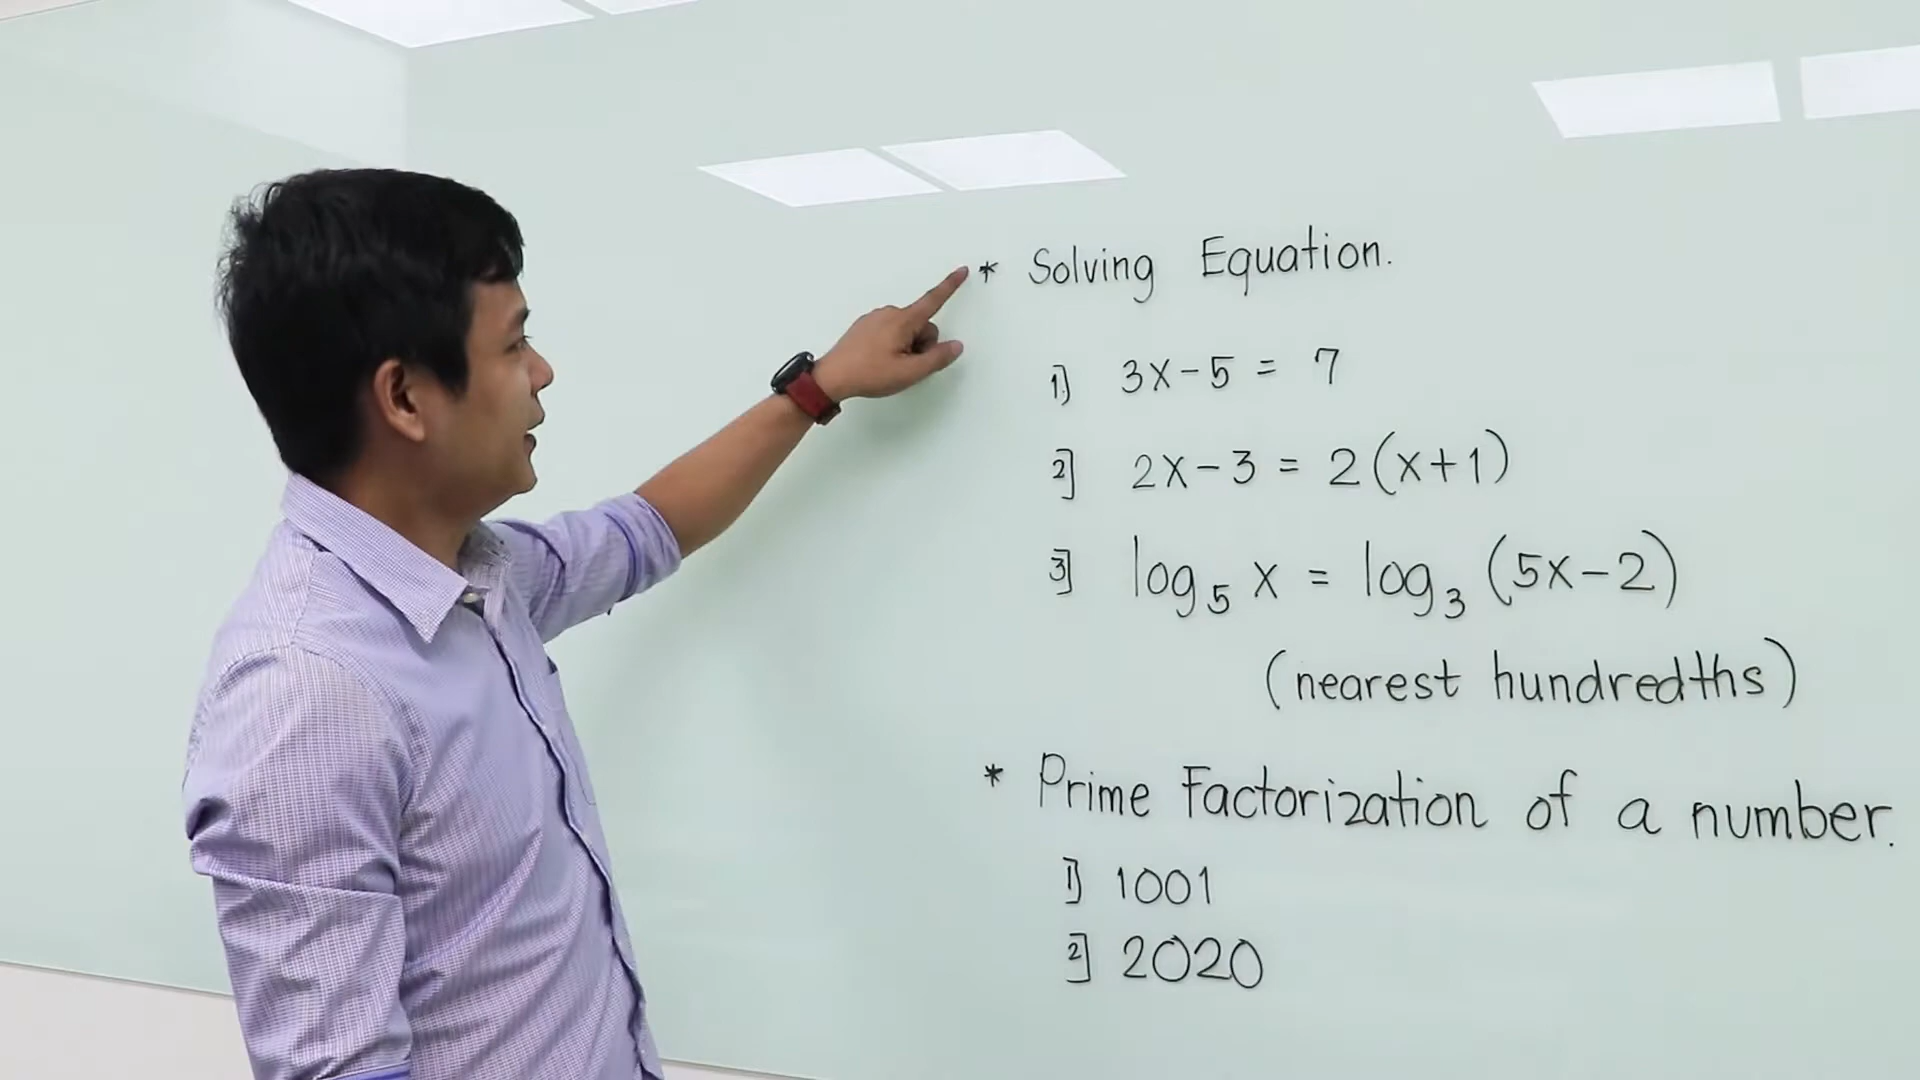 * Solving Equation.
1] 3x-5 = 7
2] 2x-3 = 2(x+1)
3] log₅ x = log₃ (5x-2)
(nearest hundredths)
* Prime Factorization of a number.
1] 1001
2] 2020